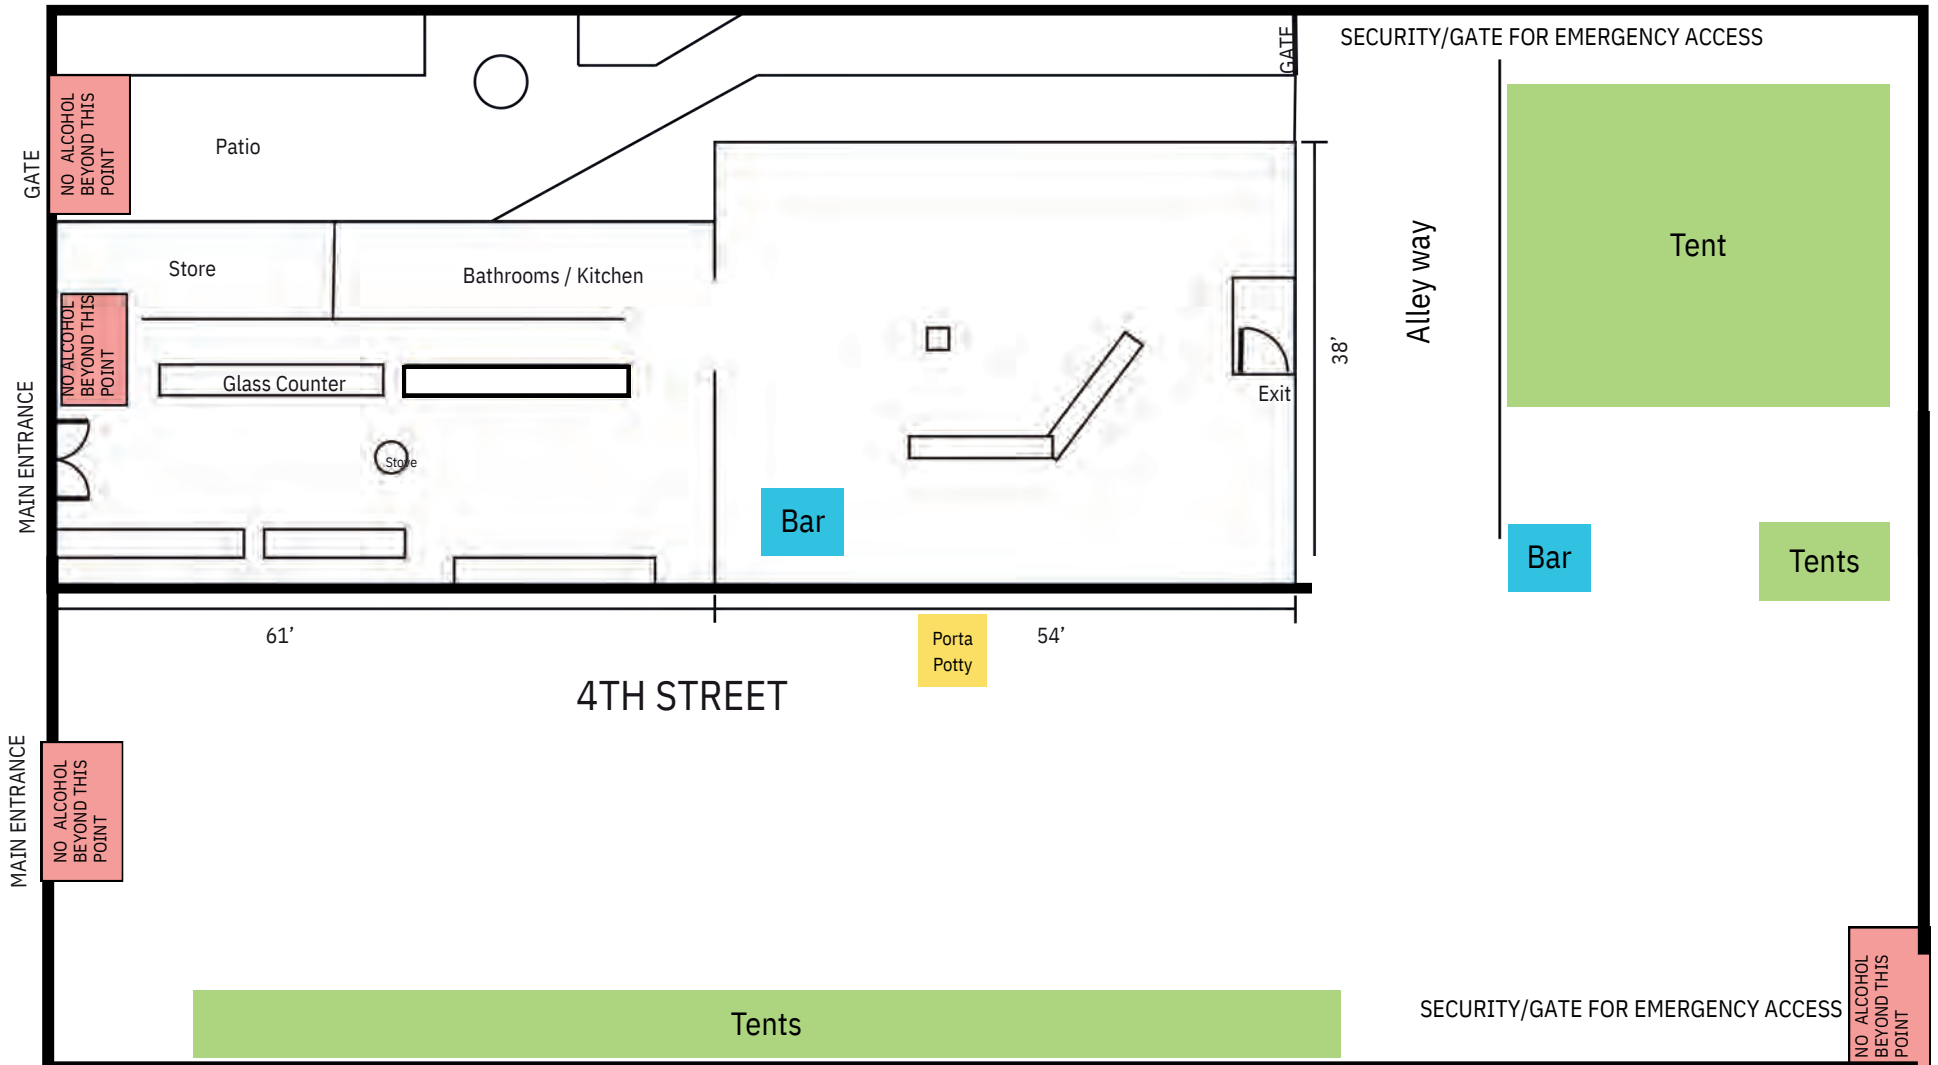 SECURITY/GATE FOR EMERGENCY ACCESS
GATE
NO ALCOHOL
BEYOND THIS
POINT
GATE
Patio
Store
Bathrooms / Kitchen
Alley way
Tent
NO ALCOHOL
BEYOND THIS
POINT
38’
Glass Counter
Exit
MAIN ENTRANCE
Stove
Bar
Bar
Tents
61’
Porta
Potty
54’
4TH STREET
MAIN ENTRANCE
NO ALCOHOL
BEYOND THIS
POINT
SECURITY/GATE FOR EMERGENCY ACCESS
NO ALCOHOL
BEYOND THIS
POINT
Tents